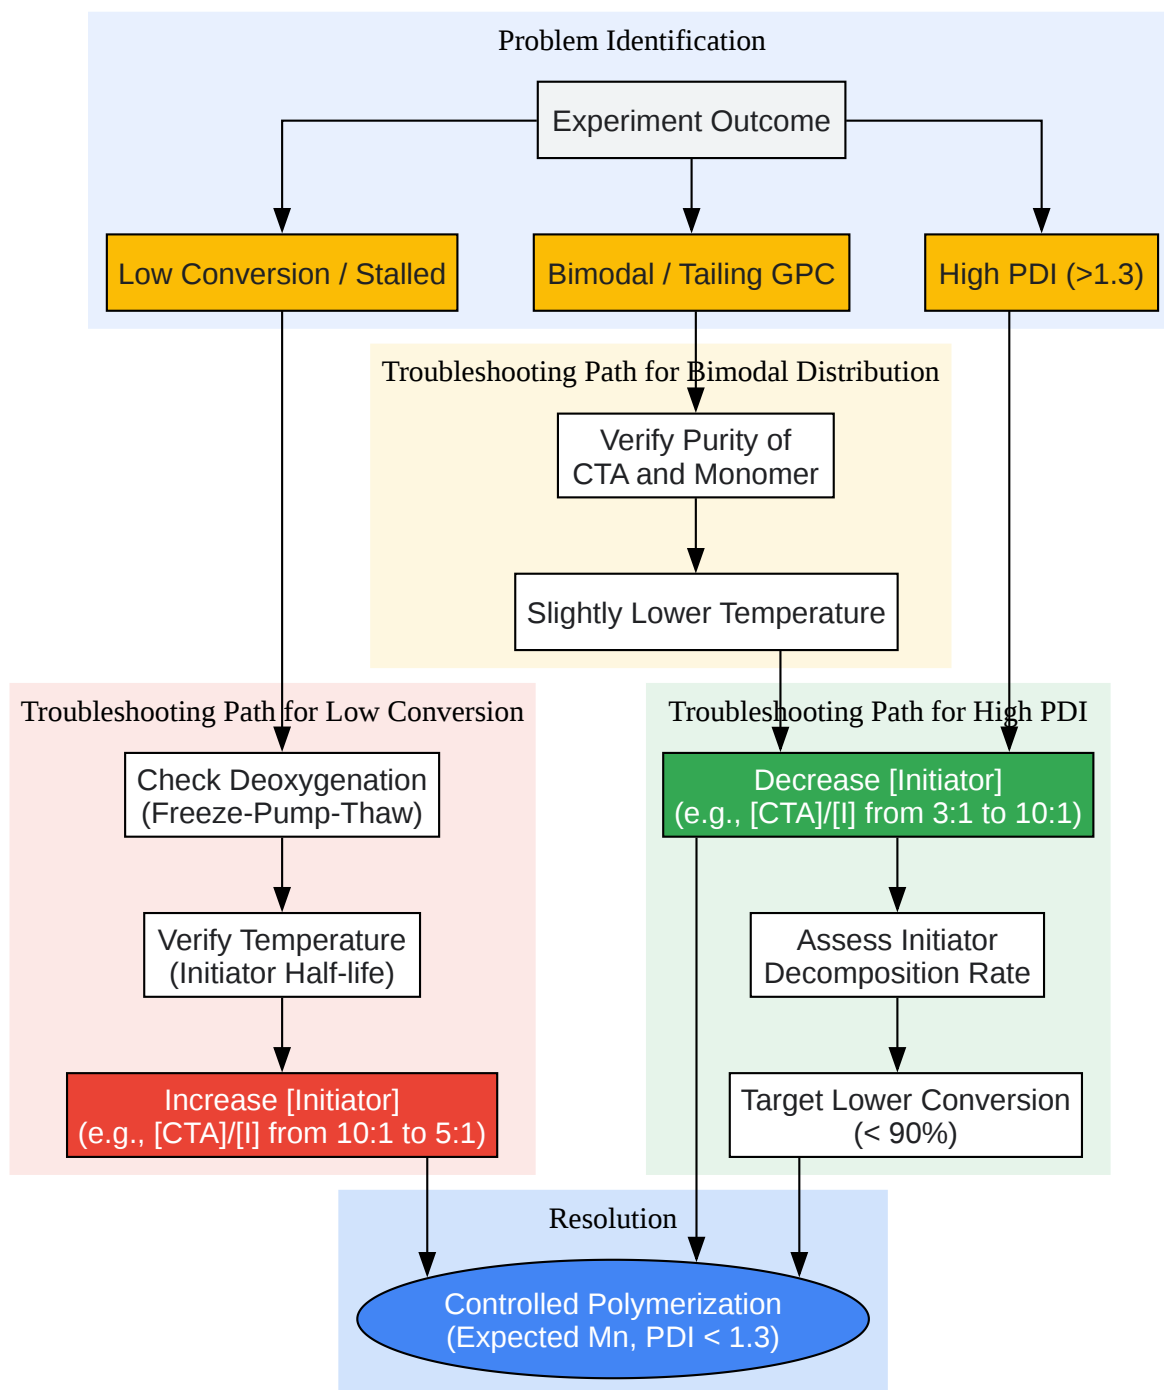 Problem Identification
Experiment Outcome
Low Conversion / Stalled
Bimodal / Tailing GPC
High PDI (>1.3)
Troubleshooting Path for Bimodal Distribution
Verify Purity of
CTA and Monomer
Slightly Lower Temperature
Troubleshooting Path for Low Conversion
Check Deoxygenation
(Freeze-Pump-Thaw)
Verify Temperature
(Initiator Half-life)
Increase [Initiator]
(e.g., [CTA]/[I] from 10:1 to 5:1)
Troubleshooting Path for High PDI
Decrease [Initiator]
(e.g., [CTA]/[I] from 3:1 to 10:1)
Assess Initiator
Decomposition Rate
Target Lower Conversion
(< 90%)
Resolution
Controlled Polymerization
(Expected Mn, PDI < 1.3)